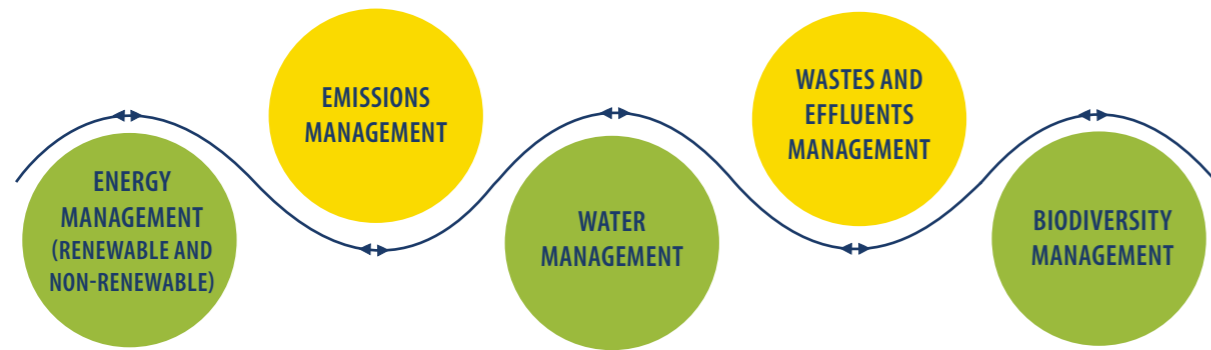 ENERGY
MANAGEMENT
(RENEWABLE AND
NON-RENEWABLE)
EMISSIONS
MANAGEMENT
WATER
MANAGEMENT
WASTES AND
EFFLUENTS
MANAGEMENT
BIODIVERSITY
MANAGEMENT